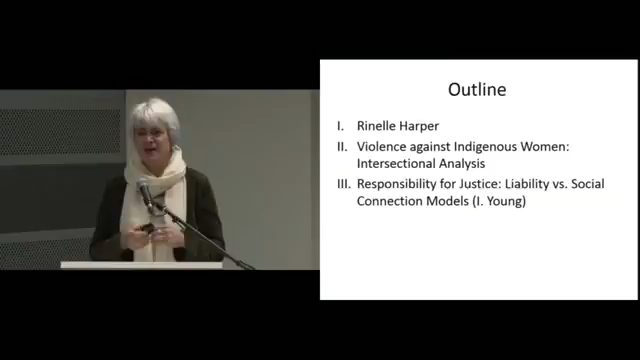 Outline
I. Rinelle Harper
II. Violence against Indigenous Women:
Intersectional Analysis
III. Responsibility for Justice: Liability vs. Social
Connection Models (I. Young)